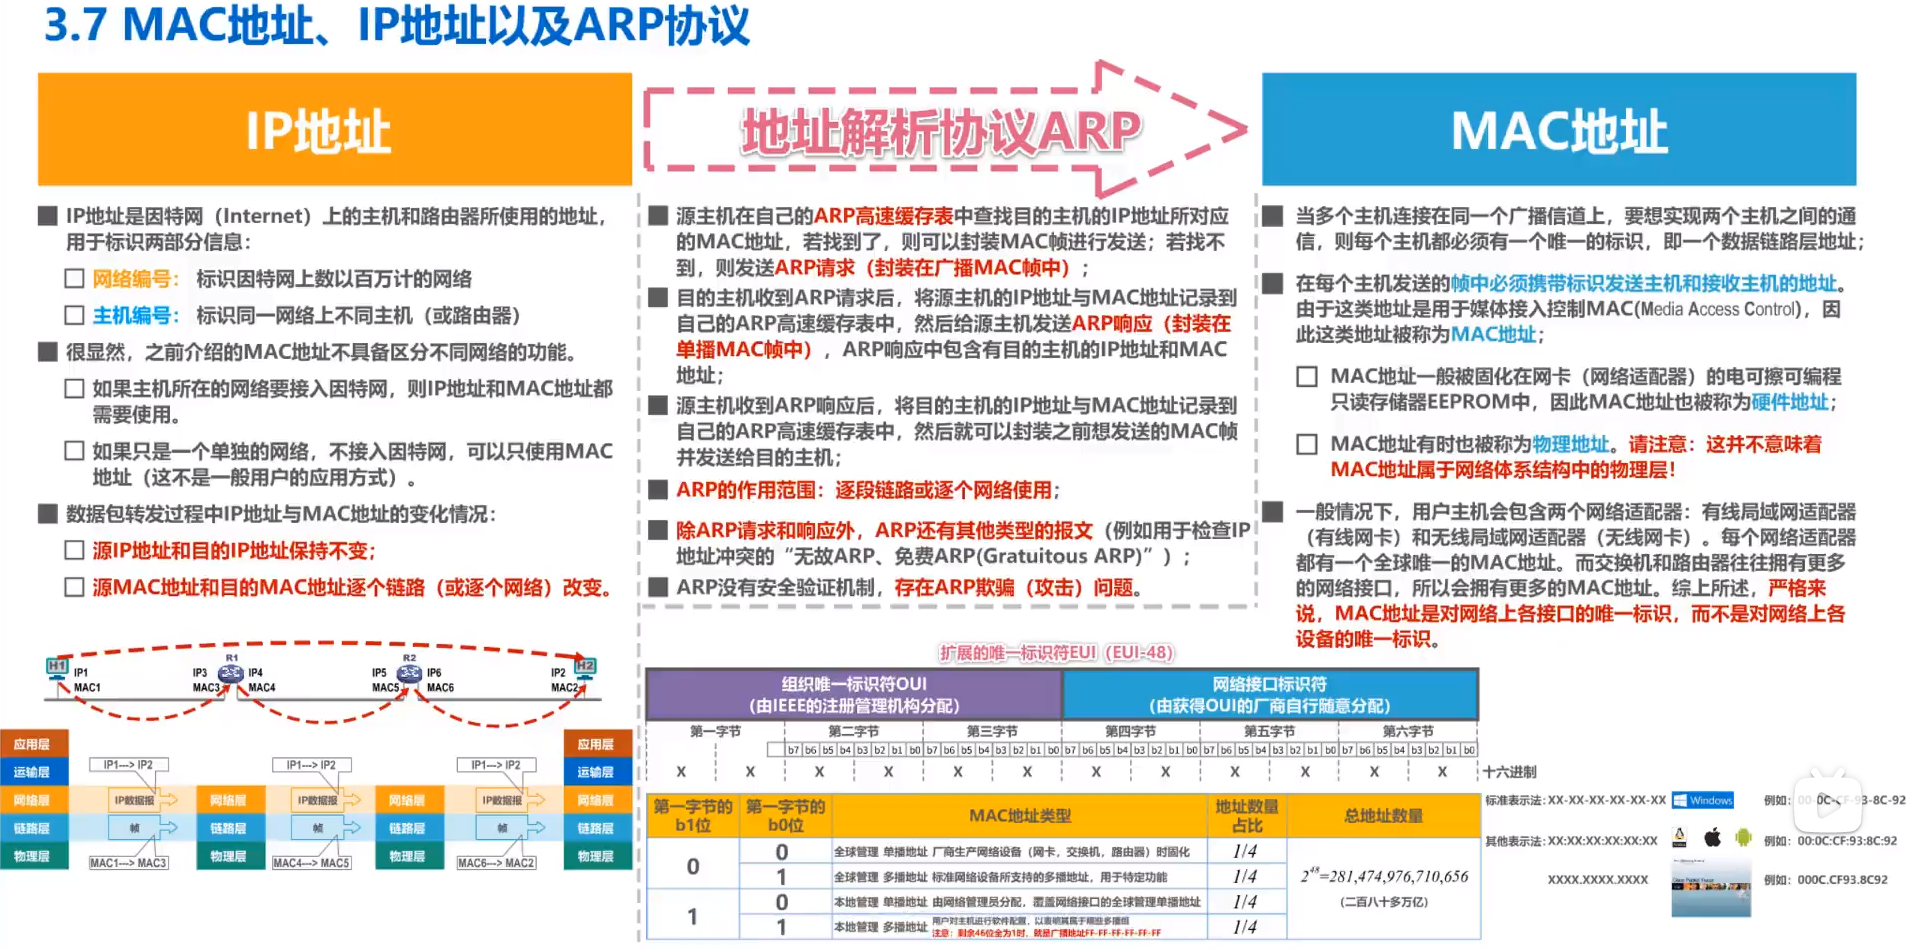 3.7 MAC地址、IP地址以及ARP协议
IP地址
地址解析协议ARP
MAC地址
IP地址是因特网（Internet）上的主机和路由器所使用的地址，
用于标识两部分信息：
网络编号： 标识因特网上数以百万计的网络
主机编号： 标识同一网络上不同主机（或路由器）
很显然，之前介绍的MAC地址不具备区分不同网络的功能。
如果主机所在的网络要接入因特网，则IP地址和MAC地址都
需要使用。
如果只是一个单独的网络，不接入因特网，可以只使用MAC
地址（这不是一般用户的应用方式）。
数据包转发过程中IP地址与MAC地址的变化情况：
源IP地址和目的IP地址保持不变；
源MAC地址和目的MAC地址逐个链路（或逐个网络）改变。
源主机在自己的ARP高速缓存表中查找目的主机的IP地址所对应
的MAC地址，若找到了，则可以封装MAC帧进行发送；若找不
到，则发送ARP请求（封装在广播MAC帧中）；
目的主机收到ARP请求后，将源主机的IP地址与MAC地址记录到
自己的ARP高速缓存表中，然后给源主机发送ARP响应（封装在
单播MAC帧中），ARP响应中包含有目的主机的IP地址和MAC
地址；
源主机收到ARP响应后，将目的主机的IP地址与MAC地址记录到
自己的ARP高速缓存表中，然后就可以封装之前想发送的MAC帧
并发送给目的主机；
ARP的作用范围：逐段链路或逐个网络使用；
除ARP请求和响应外，ARP还有其他类型的报文（例如用于检查IP
地址冲突的“无故ARP、免费ARP(Gratuitous ARP)”）；
ARP没有安全验证机制，存在ARP欺骗（攻击）问题。
当多个主机连接在同一个广播信道上，要想实现两个主机之间的通
信，则每个主机都必须有一个唯一的标识，即一个数据链路层地址；
在每个主机发送的帧中必须携带标识发送主机和接收主机的地址。
由于这类地址是用于媒体接入控制MAC(Media Access Control)，因
此这类地址被称为MAC地址；
MAC地址一般被固化在网卡（网络适配器）的电可擦可编程
只读存储器EEPROM中，因此MAC地址也被称为硬件地址；
MAC地址有时也被称为物理地址。请注意：这并不意味着
MAC地址属于网络体系结构中的物理层！
一般情况下，用户主机会包含两个网络适配器：有线局域网适配器
（有线网卡）和无线局域网适配器（无线网卡）。每个网络适配器
都有一个全球唯一的MAC地址。而交换机和路由器往往拥有更多
的网络接口，所以会拥有更多的MAC地址。综上所述，严格来
说，MAC地址是对网络上各接口的唯一标识，而不是对网络上各
设备的唯一标识。
H1 R1 R2 H2
IP1 IP3 IP4 IP5 IP6 IP2
MAC1 MAC3 MAC4 MAC5 MAC6 MAC2
应用层 应用层
运输层 IP1---> IP2 IP1---> IP2 IP1---> IP2 运输层
网络层 IP数据报 网络层 IP数据报 网络层 IP数据报 网络层
链路层 帧 链路层 帧 链路层 帧 链路层
物理层 MAC1---> MAC3 物理层 MAC4---> MAC5 物理层 MAC6---> MAC2 物理层
扩展的唯一标识符EUI（EUI-48）
组织唯一标识符OUI
（由IEEE的注册管理机构分配）
网络接口标识符
（由获得OUI的厂商自行随意分配）
第一字节 第二字节 第三字节 第四字节 第五字节 第六字节
b7 b6 b5 b4 b3 b2 b1 b0 b7 b6 b5 b4 b3 b2 b1 b0 b7 b6 b5 b4 b3 b2 b1 b0 b7 b6 b5 b4 b3 b2 b1 b0 b7 b6 b5 b4 b3 b2 b1 b0
X X X X X X X X X X X X 十六进制
第一字节的
b1位
第一字节的
b0位
MAC地址类型
地址数量
占比
总地址数量
0 0 全球管理 单播地址 厂商生产网络设备（网卡，交换机，路由器）时固化 1/4
1 全球管理 多播地址 标准网络设备所支持的多播地址，用于特定功能 1/4
1 0 本地管理 单播地址 由网络管理员分配，覆盖网络接口的全球管理单播地址 1/4
1 本地管理 多播地址 用户对主机进行软件配置，以表明其属于哪些多播组 1/4
注意：剩余46位全为1时，就是广播地址FF-FF-FF-FF-FF-FF
2^48=281,474,976,710,656
（二百八十多万亿）
标准表示法：XX-XX-XX-XX-XX-XX Windows 例如：00-0C-CF-93-8C-92
其他表示法：XX:XX:XX:XX:XX:XX 例如：00:0C:CF:93:8C:92
XXXX.XXXX.XXXX 例如：000C.CF93.8C92